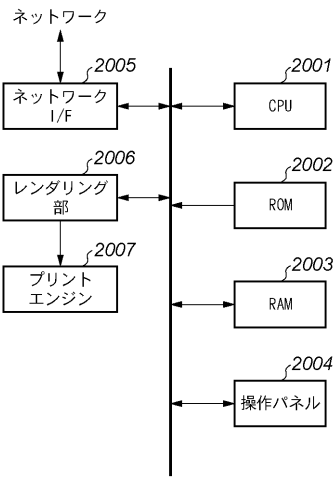 ネットワーク
2005
ネットワーク
I/F
2006
レンダリング
部
2007
プリント
エンジン
2001
CPU
2002
ROM
2003
RAM
2004
操作パネル